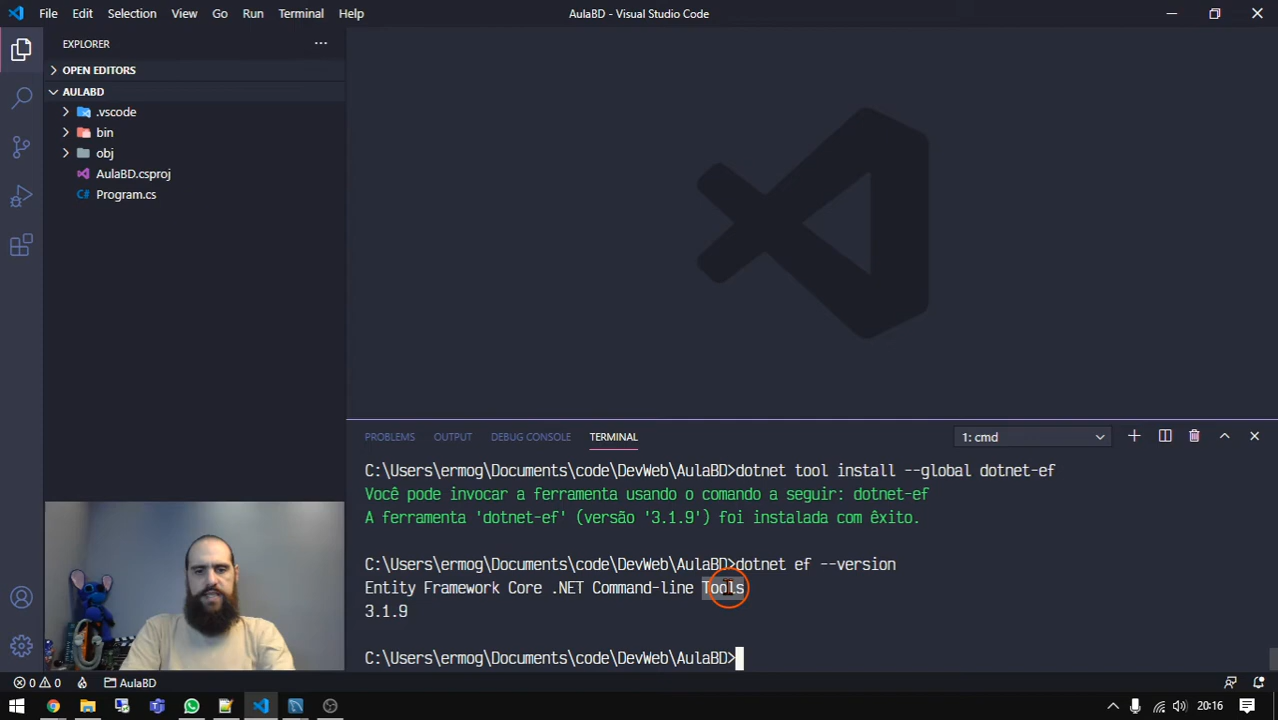 File Edit Selection View Go Run Terminal Help
AulaBD - Visual Studio Code
EXPLORER
OPEN EDITORS
AULABD
.vscode
bin
obj
AulaBD.csproj
C# Program.cs
PROBLEMS OUTPUT DEBUG CONSOLE TERMINAL
1: cmd
C:\Users\ermog\Documents\code\DevWeb\AulaBD>dotnet tool install --global dotnet-ef
Você pode invocar a ferramenta usando o comando a seguir: dotnet-ef
A ferramenta 'dotnet-ef' (versão '3.1.9') foi instalada com êxito.
C:\Users\ermog\Documents\code\DevWeb\AulaBD>dotnet ef --version
Entity Framework Core .NET Command-line Tools
3.1.9
C:\Users\ermog\Documents\code\DevWeb\AulaBD>
0 0 AulaBD
20:16